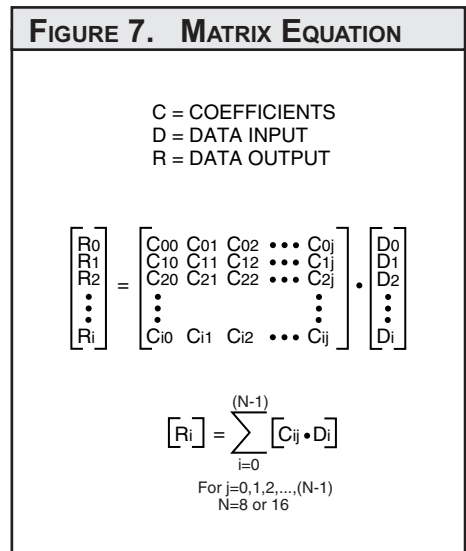 FIGURE 7. MATRIX EQUATION
C = COEFFICIENTS
D = DATA INPUT
R = DATA OUTPUT
R0 C00 C01 C02 ••• C0j D0
R1 C10 C11 C12 ••• C1j D1
R2 = C20 C21 C22 ••• C2j • D2
Ri Ci0 Ci1 Ci2 ••• Cij Di
(N-1)
[Ri] = ∑ [Cij•Di]
i=0
For j=0,1,2,...,(N-1)
N=8 or 16